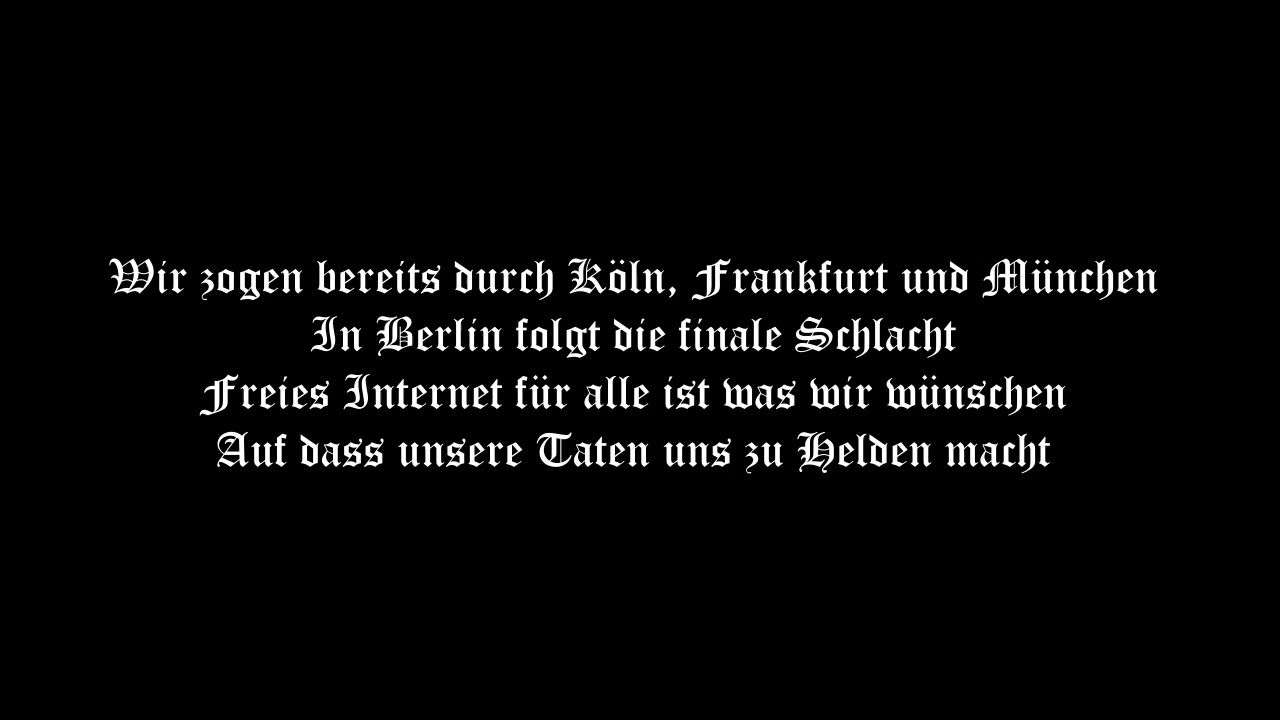 Wir zogen bereits durch Köln, Frankfurt und München
In Berlin folgt die finale Schlacht
Freies Internet für alle ist was wir wünschen
Auf dass unsere Taten uns zu Helden macht